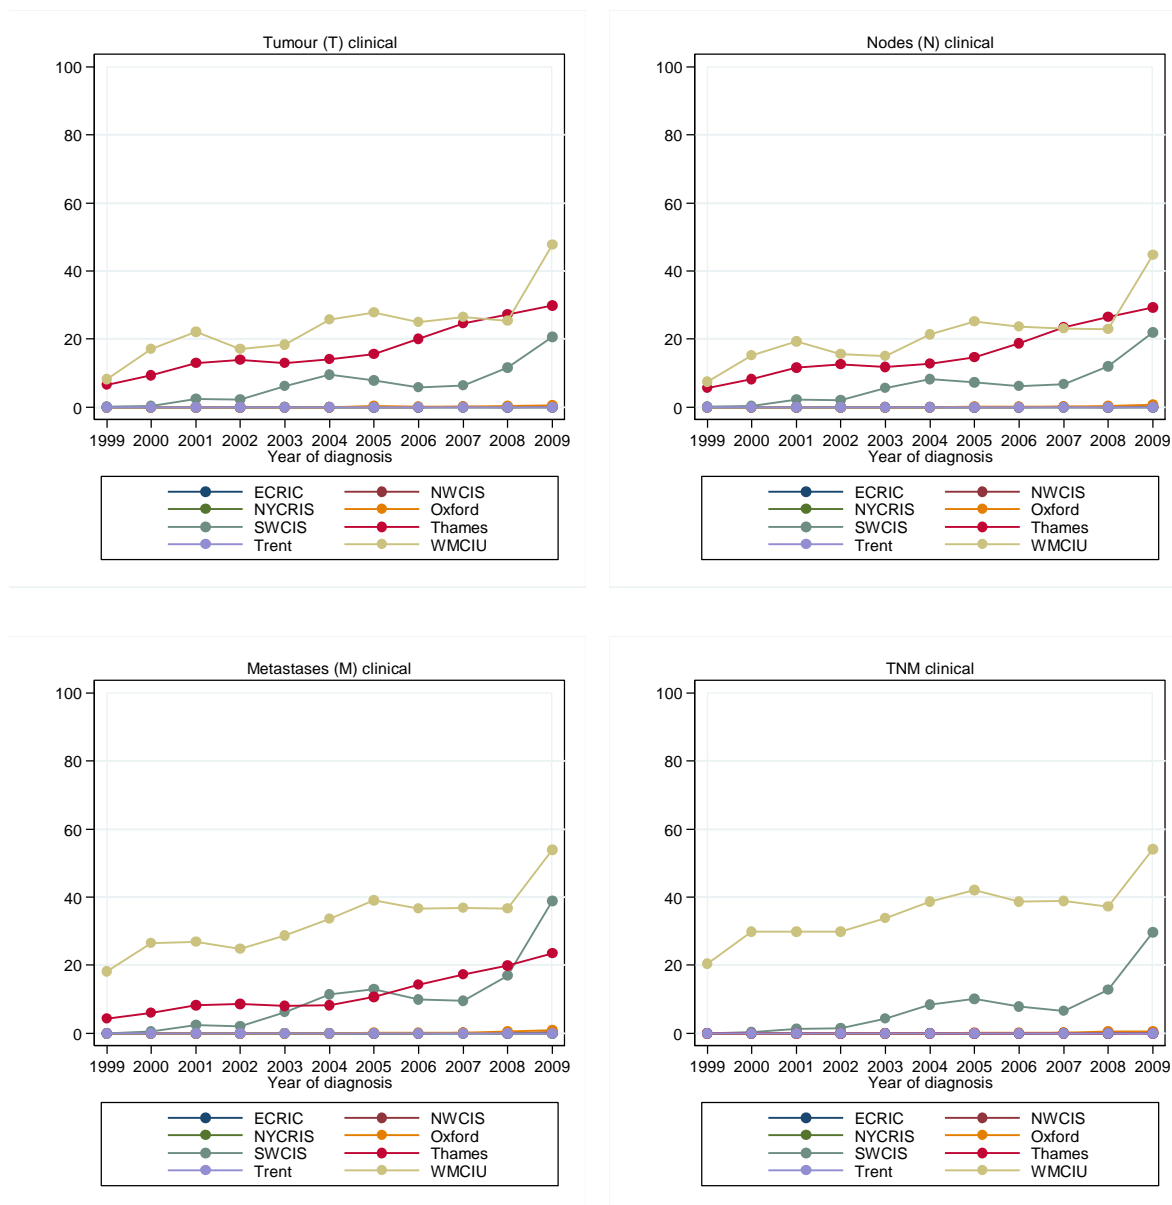 Tumour (T) clinical
100
80
60
40
20
0
1999 2000 2001 2002 2003 2004 2005 2006 2007 2008 2009
Year of diagnosis
ECRIC NWCIS
NYCRIS Oxford
SWCIS Thames
Trent WMCIU
Nodes (N) clinical
100
80
60
40
20
0
1999 2000 2001 2002 2003 2004 2005 2006 2007 2008 2009
Year of diagnosis
ECRIC NWCIS
NYCRIS Oxford
SWCIS Thames
Trent WMCIU
Metastases (M) clinical
100
80
60
40
20
0
1999 2000 2001 2002 2003 2004 2005 2006 2007 2008 2009
Year of diagnosis
ECRIC NWCIS
NYCRIS Oxford
SWCIS Thames
Trent WMCIU
TNM clinical
100
80
60
40
20
0
1999 2000 2001 2002 2003 2004 2005 2006 2007 2008 2009
Year of diagnosis
ECRIC NWCIS
NYCRIS Oxford
SWCIS Thames
Trent WMCIU